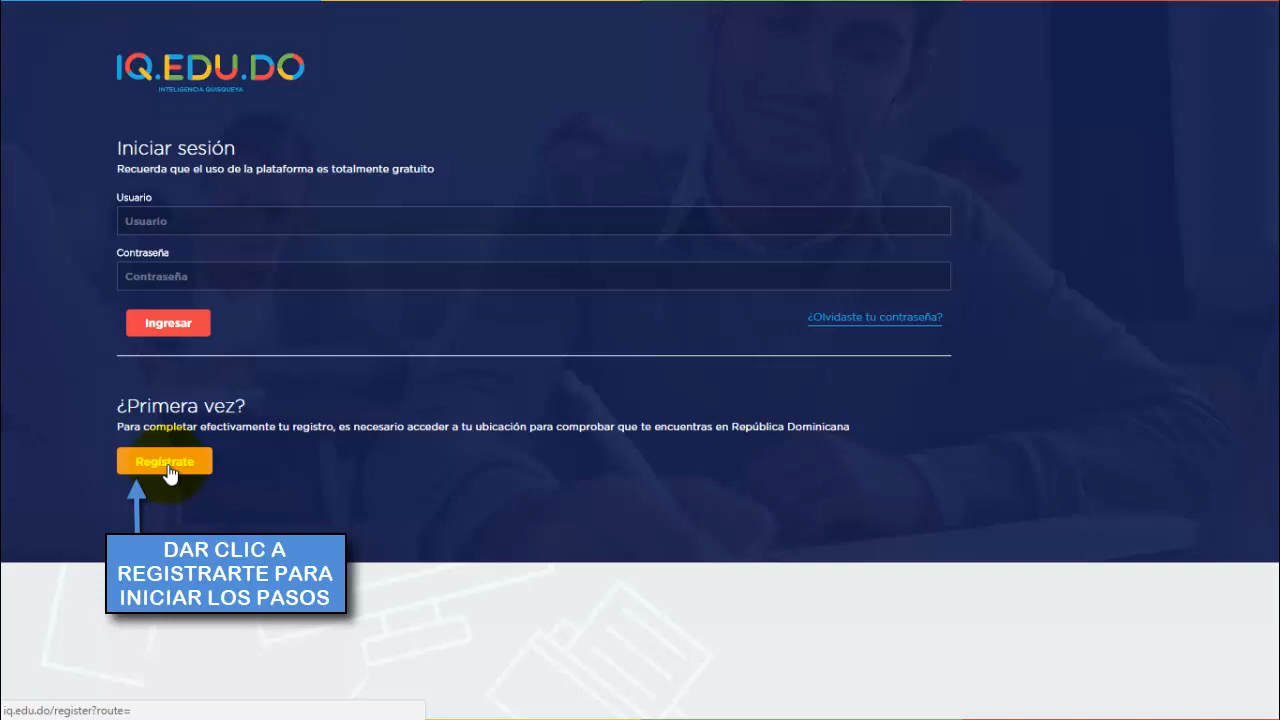 IQ.EDU.DO
INTELIGENCIA QUISQUEYA
Iniciar sesión
Recuerda que el uso de la plataforma es totalmente gratuito
Usuario
Usuario
Contraseña
Contraseña
Ingresar
¿Olvidaste tu contraseña?
¿Primera vez?
Para completar efectivamente tu registro, es necesario acceder a tu ubicación para comprobar que te encuentras en República Dominicana
Regístrate
DAR CLIC A
REGISTRARTE PARA
INICIAR LOS PASOS
iq.edu.do/register?route=